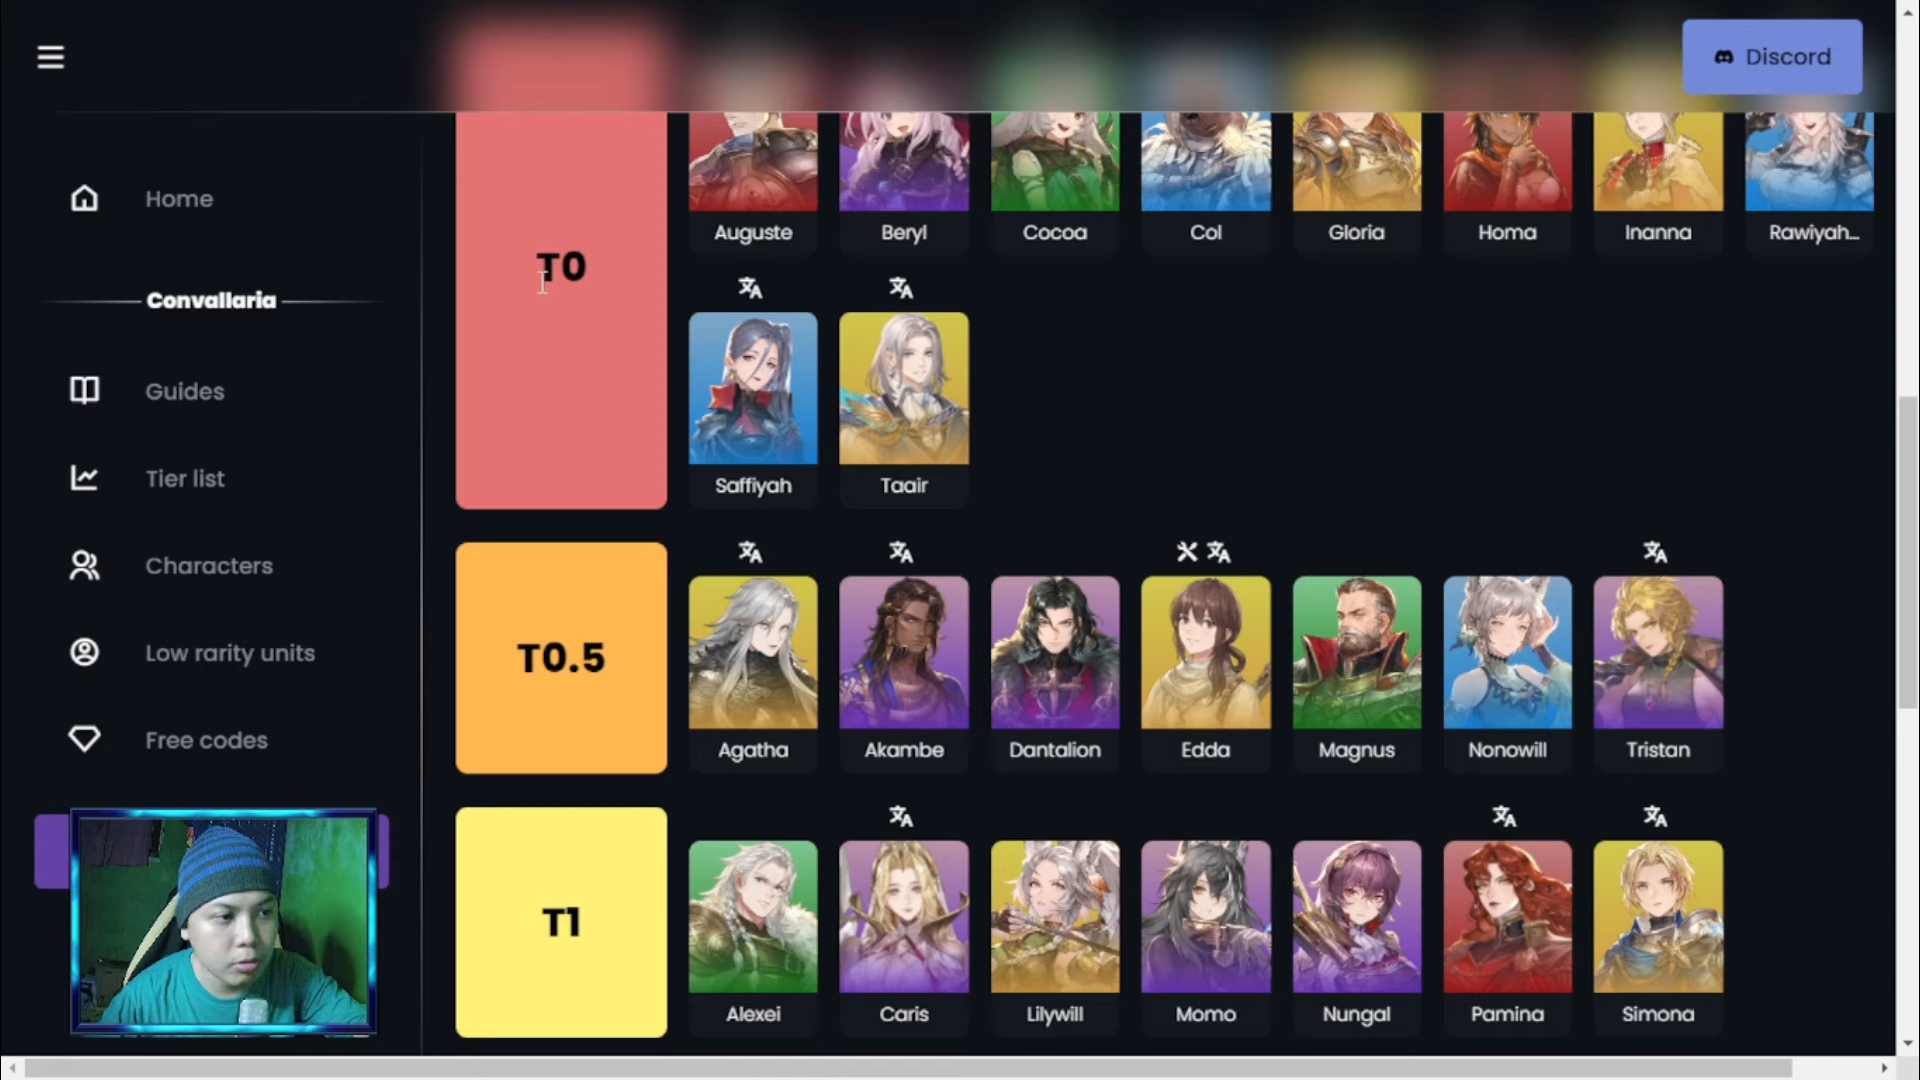 Discord
Home
Convallaria
Guides
Tier list
Characters
Low rarity units
Free codes
T0
Auguste
Beryl
Cocoa
Col
Gloria
Homa
Inanna
Rawiyah...
Saffiyah
Taair
T0.5
Agatha
Akambe
Dantalion
Edda
Magnus
Nonowill
Tristan
T1
Alexei
Caris
Lilywill
Momo
Nungal
Pamina
Simona